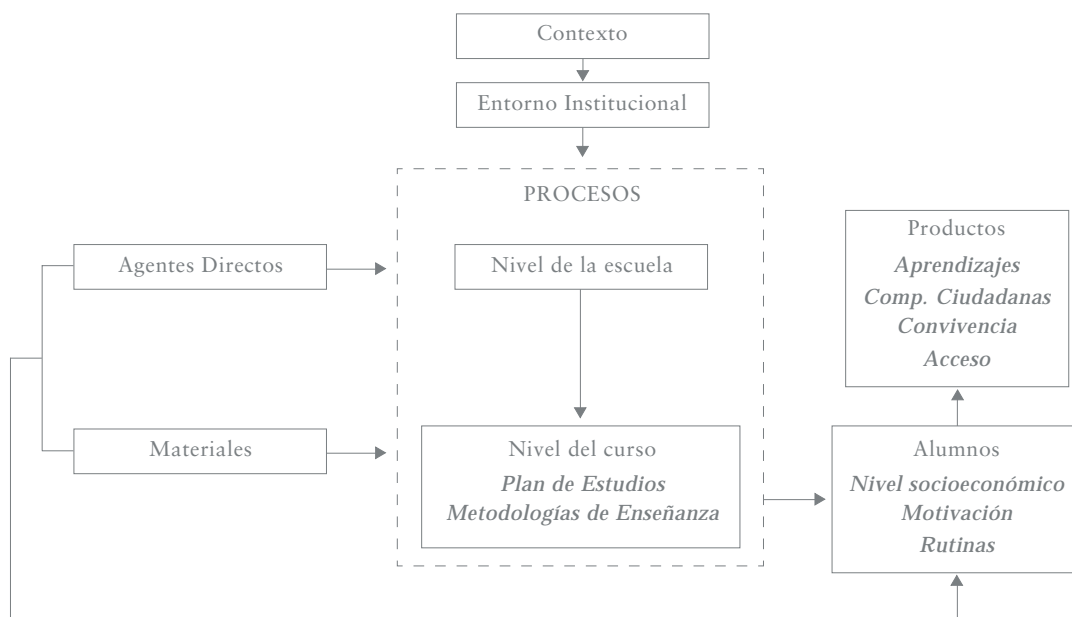 Contexto
Entorno Institucional
PROCESOS
Agentes Directos
Nivel de la escuela
Materiales
Nivel del curso
Plan de Estudios
Metodologías de Enseñanza
Productos
Aprendizajes
Comp. Ciudadanas
Convivencia
Acceso
Alumnos
Nivel socioeconómico
Motivación
Rutinas